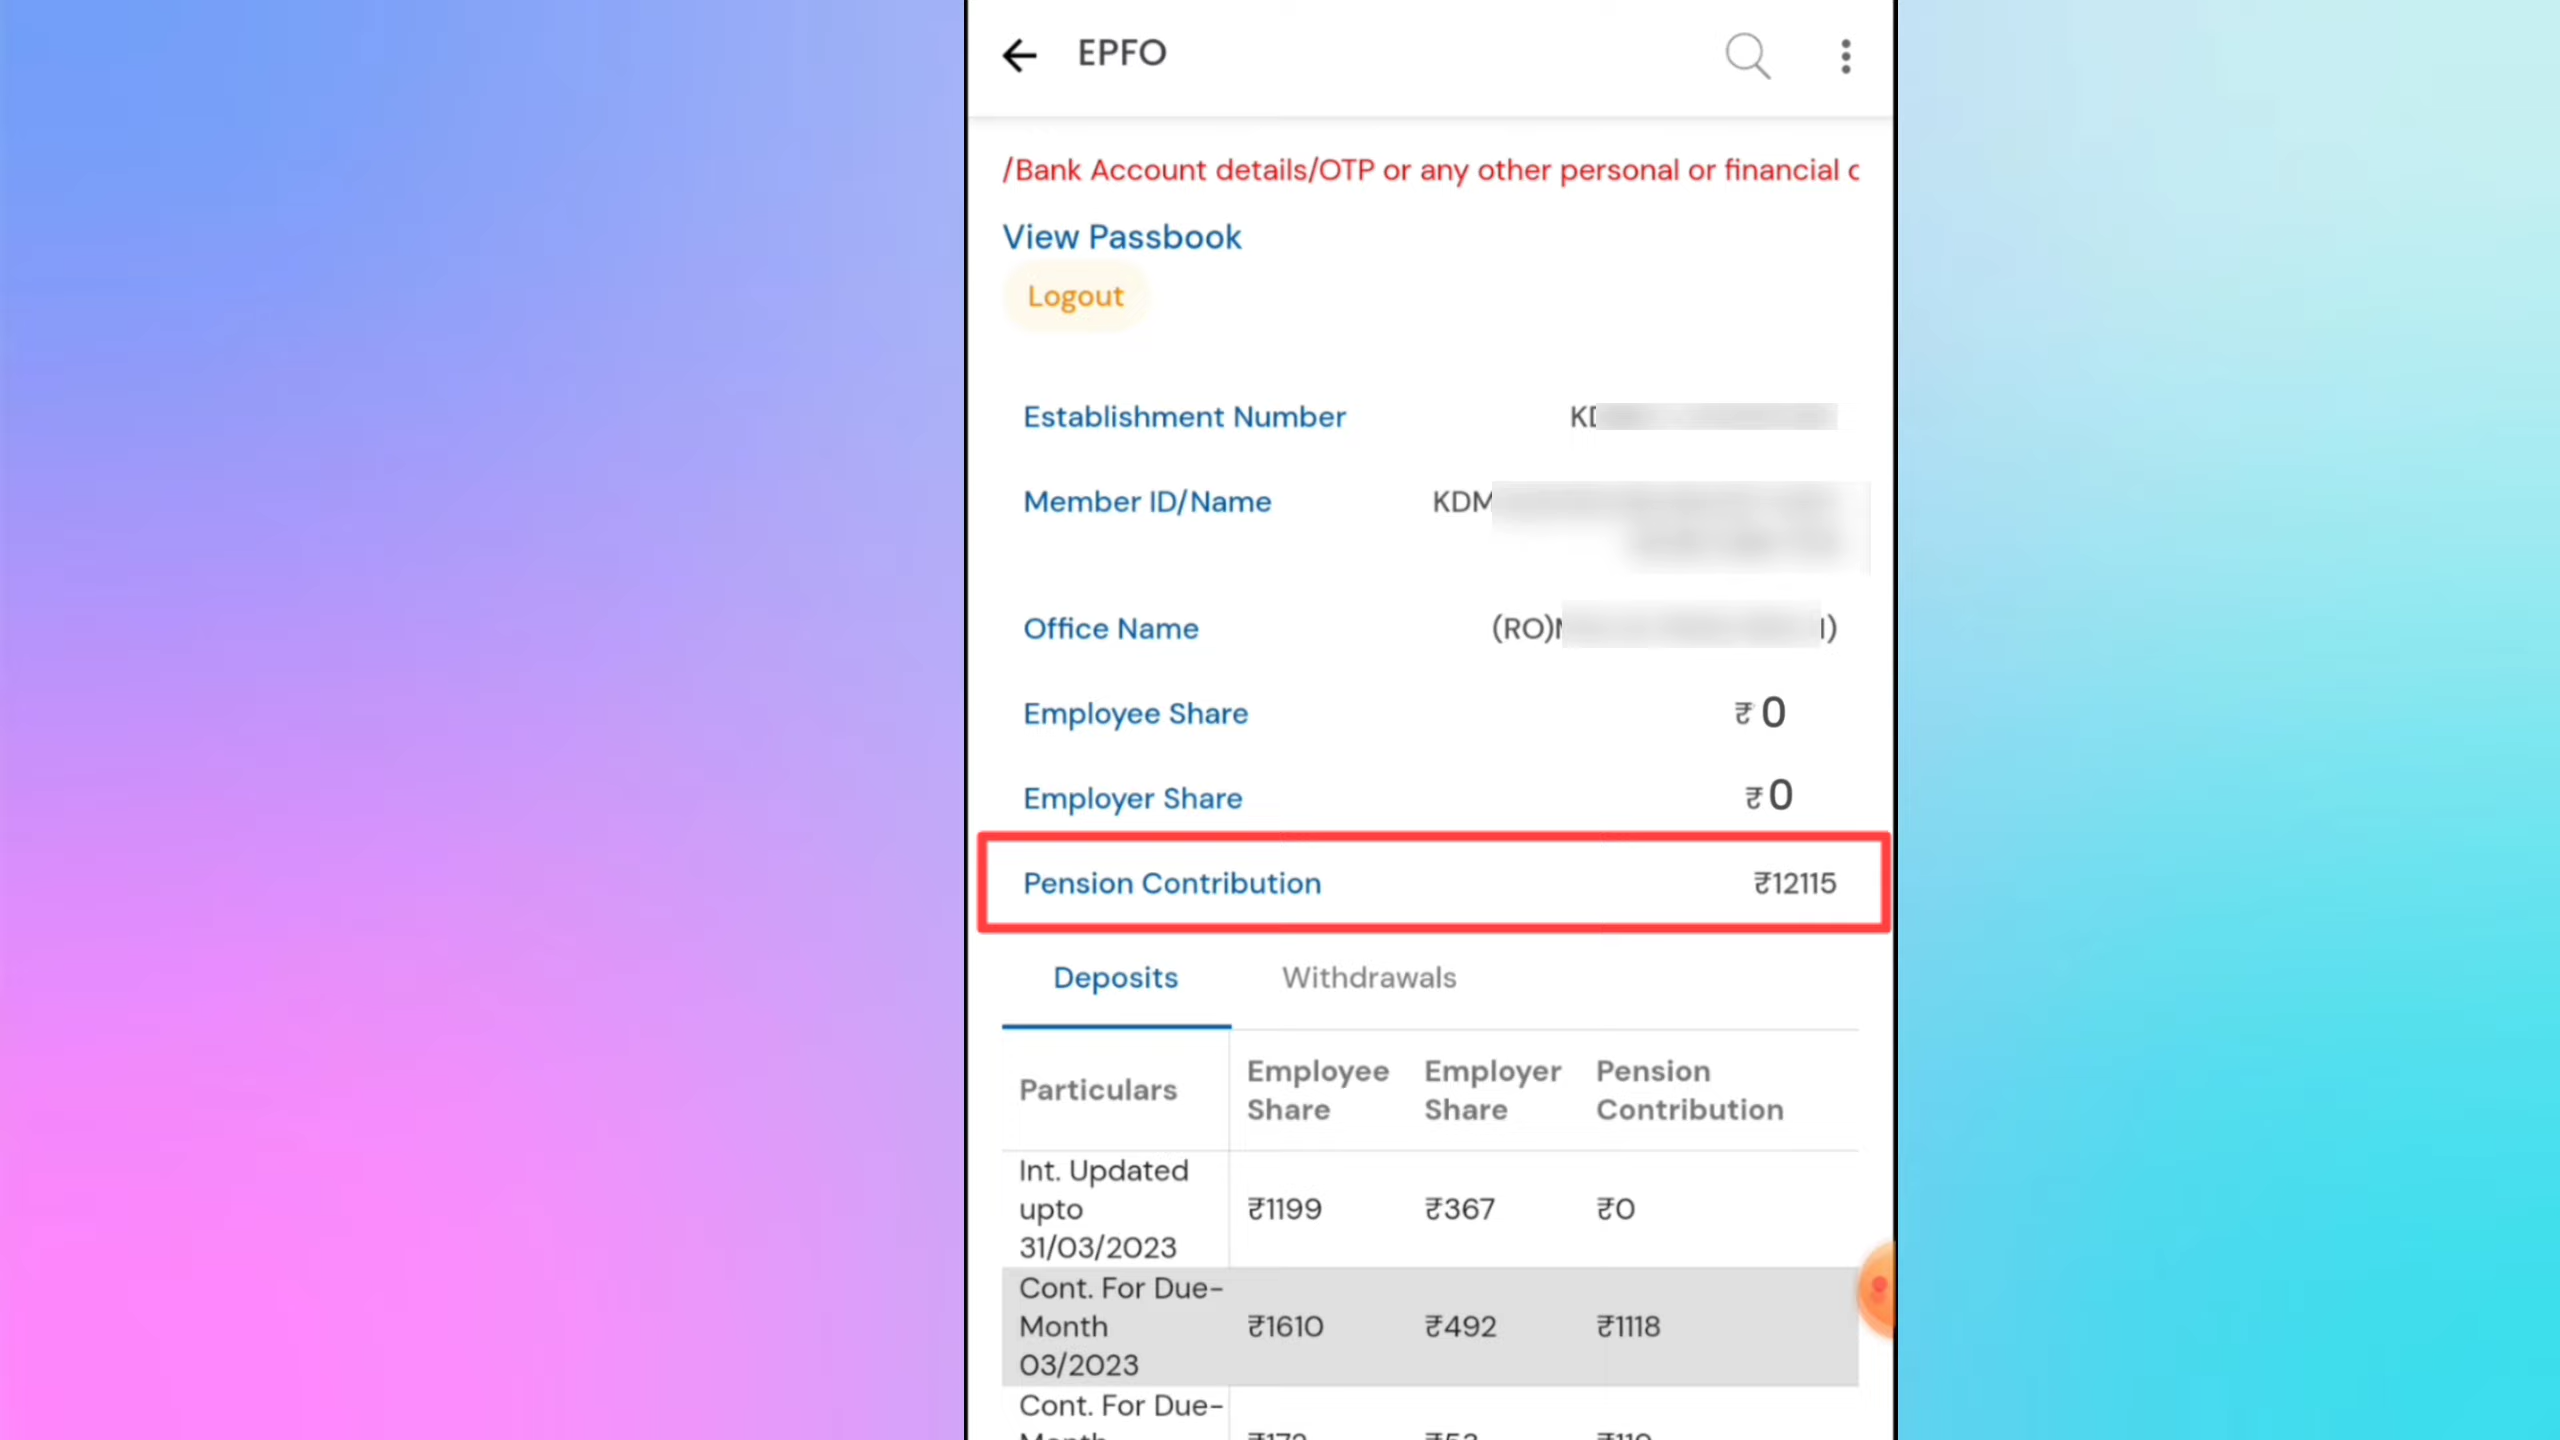 EPFO
/Bank Account details/OTP or any other personal or financial
View Passbook
Logout
Establishment Number
Member ID/Name KDM
Office Name (RO)
Employee Share ₹ 0
Employer Share ₹ 0
Pension Contribution ₹12115
Deposits Withdrawals
Particulars Employee Share Employer Share Pension Contribution
Int. Updated upto 31/03/2023 ₹1199 ₹367 ₹0
Cont. For Due-Month 03/2023 ₹1610 ₹492 ₹1118
Cont. For Due-